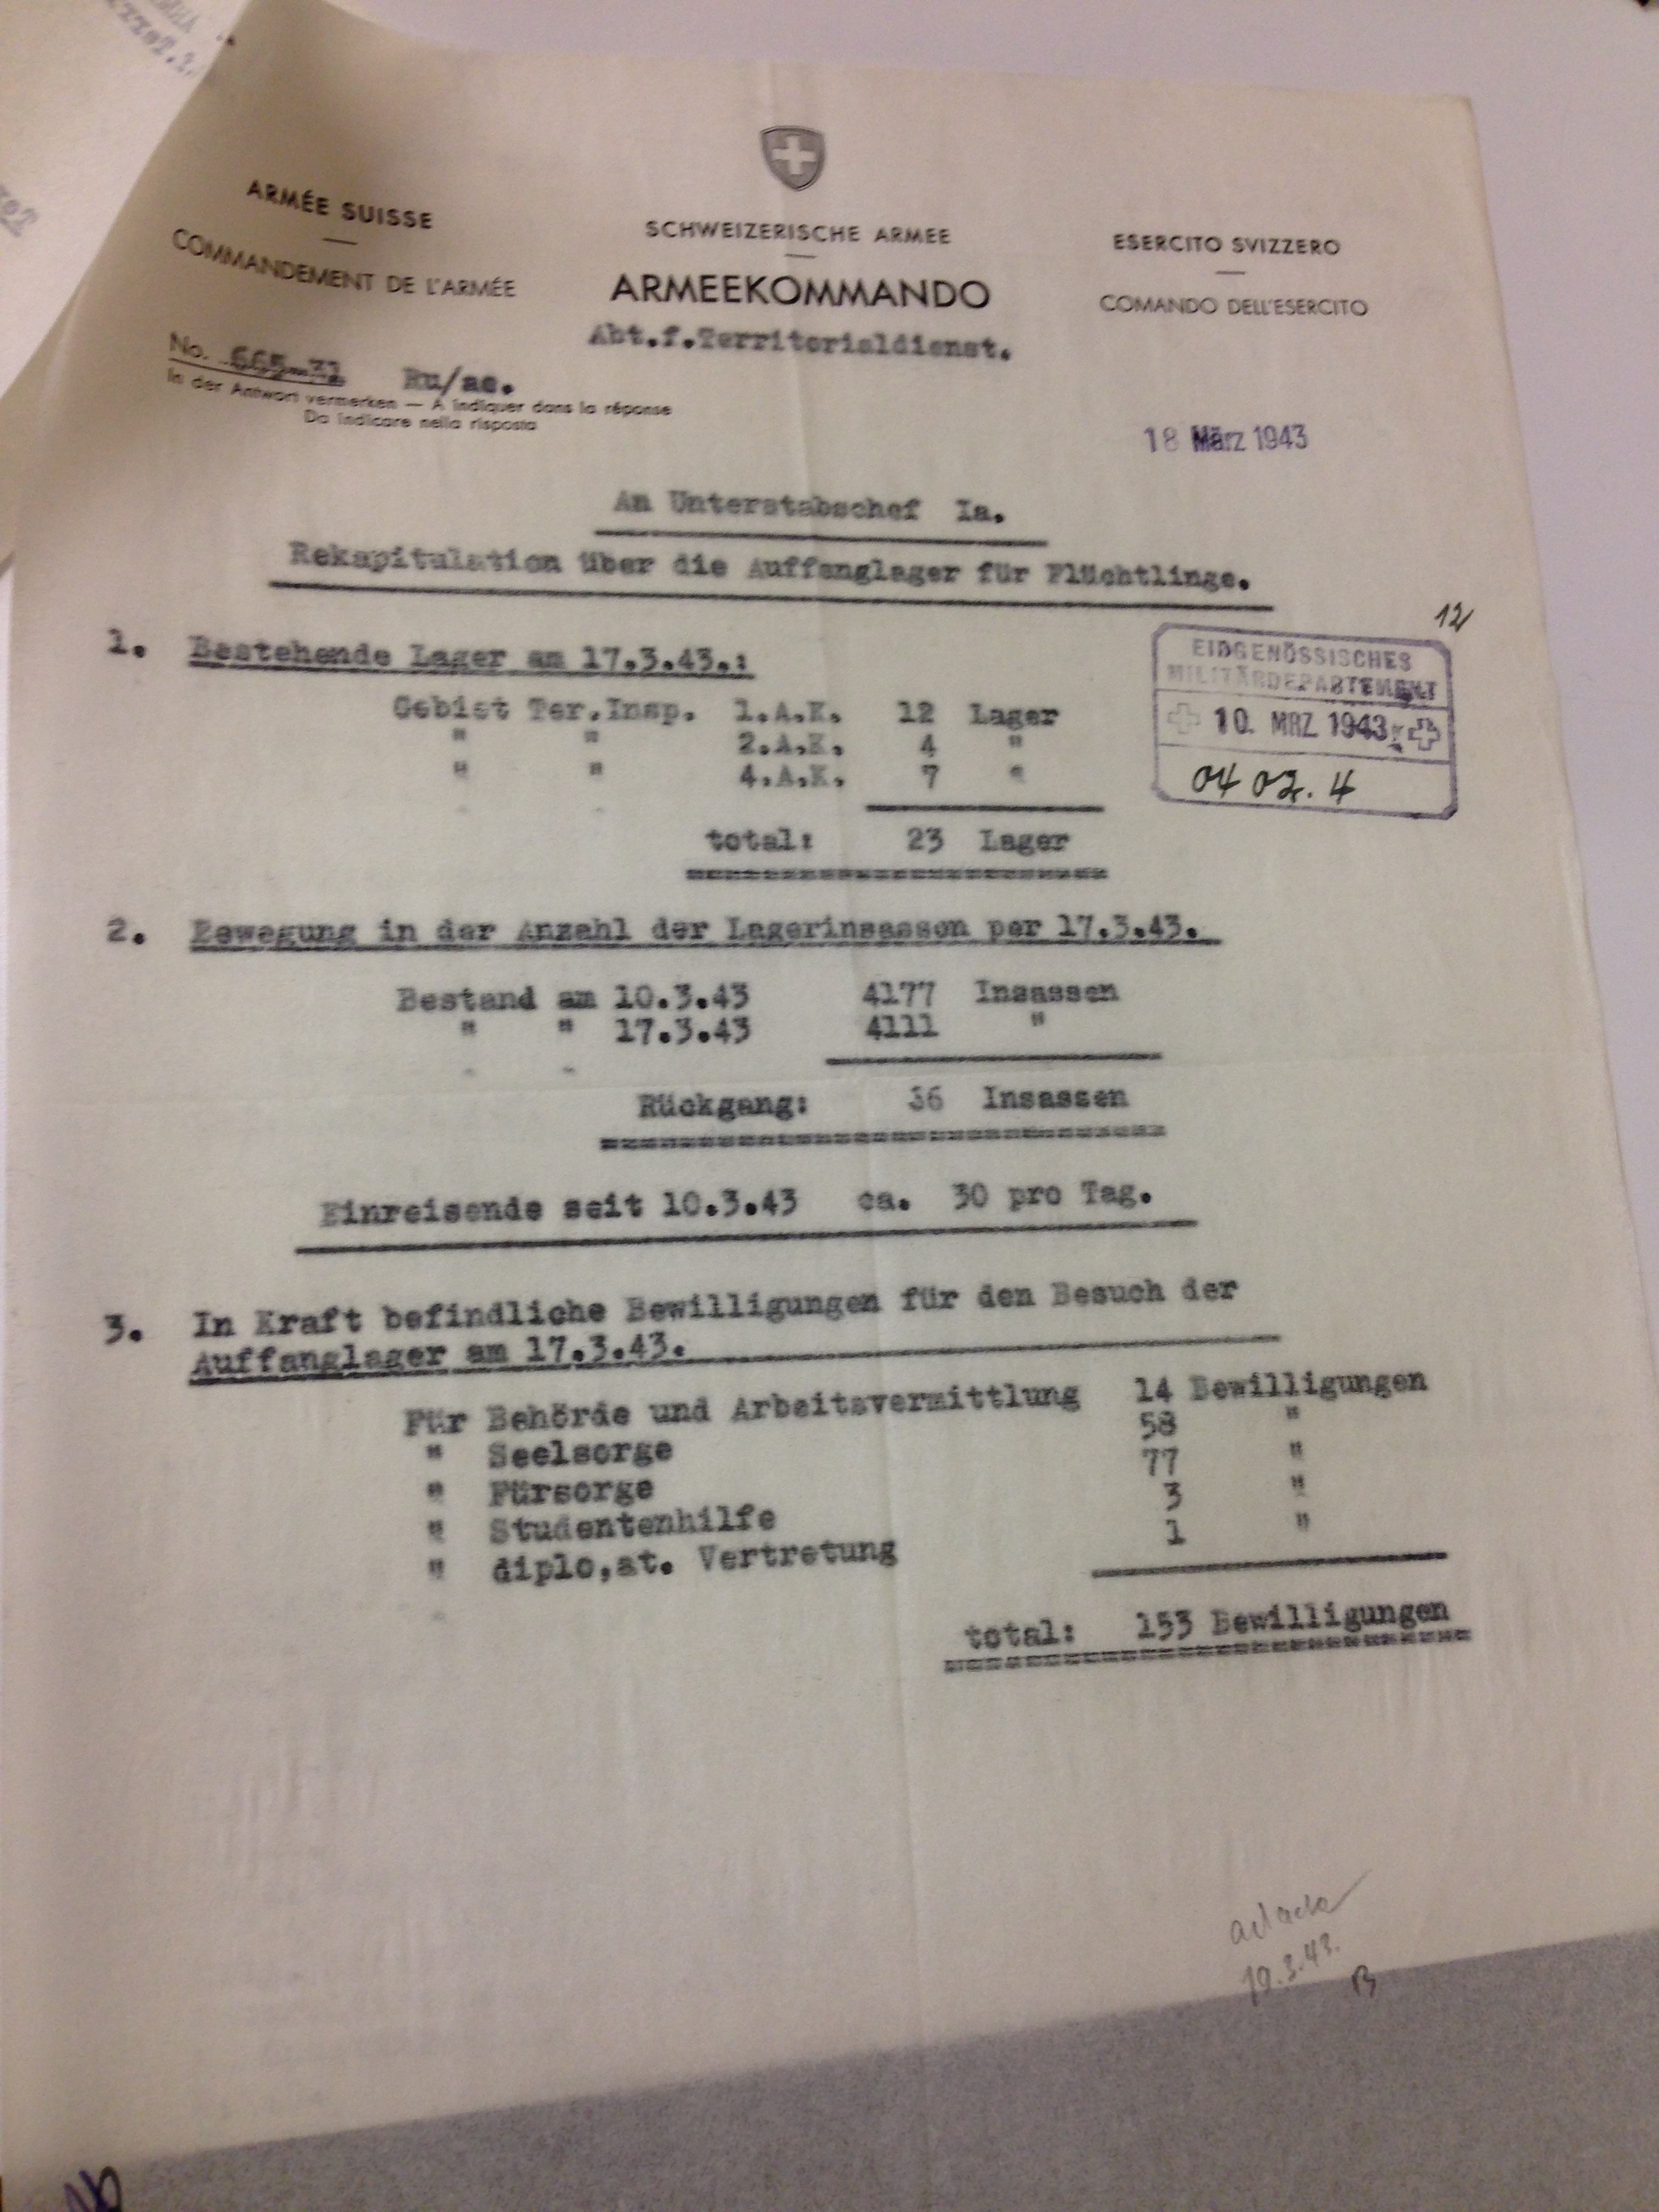 ARMÉE SUISSE
COMMANDEMENT DE L'ARMÉE
SCHWEIZERISCHE ARMEE
ARMEEKOMMANDO
Abt.f.Territorialdienst.
ESERCITO SVIZZERO
COMANDO DELL'ESERCITO
No. 665-31 Ru/ae.
In der Antwort vermerken — A indiquer dans la réponse
Da indicare nella risposta
18 März 1943
An Unterstabschef Ia.
Rekapitulation über die Auffanglager für Flüchtlinge.
12
EIDGENÖSSISCHES
MILITÄRDEPARTEMENT
10. MRZ. 1943
04 02. 4
1. Bestehende Lager am 17.3.43.:
Gebiet Ter.Insp. 1.A.K. 12 Lager
" " 2.A.K. 4 "
" " 4.A.K. 7 "
total: 23 Lager
2. Bewegung in der Anzahl der Lagerinsassen per 17.3.43.
Bestand am 10.3.43 4177 Insassen
" " 17.3.43 4111 "
Rückgang: 36 Insassen
Einreisende seit 10.3.43 ca. 30 pro Tag.
3. In Kraft befindliche Bewilligungen für den Besuch der
Auffanglager am 17.3.43.
Für Behörde und Arbeitsvermittlung 14 Bewilligungen
" Seelsorge 58 "
" Fürsorge 77 "
" Studentenhilfe 3 "
" diplo,at. Vertretung 1 "
total: 153 Bewilligungen
ad acta
19.3.43.
B